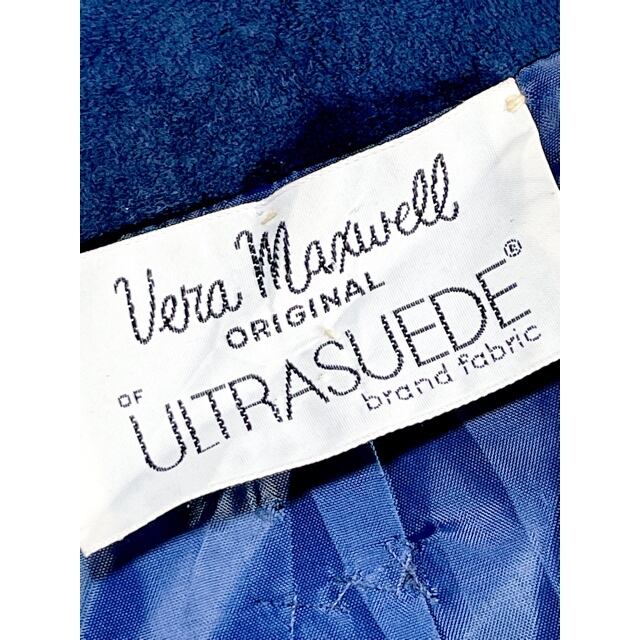 Vera Maxwell
ORIGINAL
OF ULTRASUEDE®
brand fabric